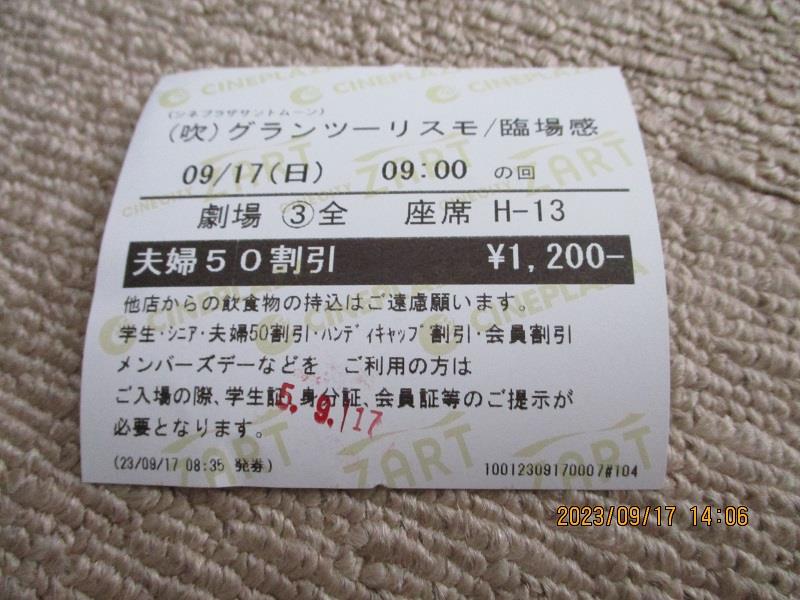 CINEPLAZA
(シネプラザサントムーン)
(吹)グランツーリスモ/臨場感
09/17(日) 09:00 の回
劇場 ③全 座席 H-13
夫婦50割引 ¥1,200-
他店からの飲食物の持込はご遠慮願います。
学生・シニア・夫婦50割引・ハンディキャップ割引・会員割引
メンバーズデーなどを ご利用の方は
ご入場の際、学生証、身分証、会員証等のご提示が
必要となります。
5. 9. 17
(23/09/17 08:35 発券) 10012309170007#104
CINECITY ZART
2023/09/17 14:06